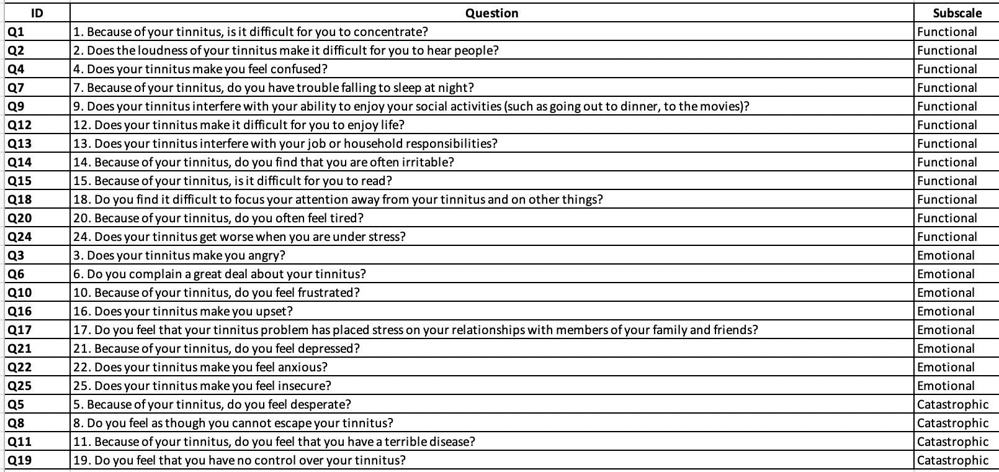 ID Question Subscale
Q1 1. Because of your tinnitus, is it difficult for you to concentrate? Functional
Q2 2. Does the loudness of your tinnitus make it difficult for you to hear people? Functional
Q4 4. Does your tinnitus make you feel confused? Functional
Q7 7. Because of your tinnitus, do you have trouble falling to sleep at night? Functional
Q9 9. Does your tinnitus interfere with your ability to enjoy your social activities (such as going out to dinner, to the movies)? Functional
Q12 12. Does your tinnitus make it difficult for you to enjoy life? Functional
Q13 13. Does your tinnitus interfere with your job or household responsibilities? Functional
Q14 14. Because of your tinnitus, do you find that you are often irritable? Functional
Q15 15. Because of your tinnitus, is it difficult for you to read? Functional
Q18 18. Do you find it difficult to focus your attention away from your tinnitus and on other things? Functional
Q20 20. Because of your tinnitus, do you often feel tired? Functional
Q24 24. Does your tinnitus get worse when you are under stress? Functional
Q3 3. Does your tinnitus make you angry? Emotional
Q6 6. Do you complain a great deal about your tinnitus? Emotional
Q10 10. Because of your tinnitus, do you feel frustrated? Emotional
Q16 16. Does your tinnitus make you upset? Emotional
Q17 17. Do you feel that your tinnitus problem has placed stress on your relationships with members of your family and friends? Emotional
Q21 21. Because of your tinnitus, do you feel depressed? Emotional
Q22 22. Does your tinnitus make you feel anxious? Emotional
Q25 25. Does your tinnitus make you feel insecure? Emotional
Q5 5. Because of your tinnitus, do you feel desperate? Catastrophic
Q8 8. Do you feel as though you cannot escape your tinnitus? Catastrophic
Q11 11. Because of your tinnitus, do you feel that you have a terrible disease? Catastrophic
Q19 19. Do you feel that you have no control over your tinnitus? Catastrophic